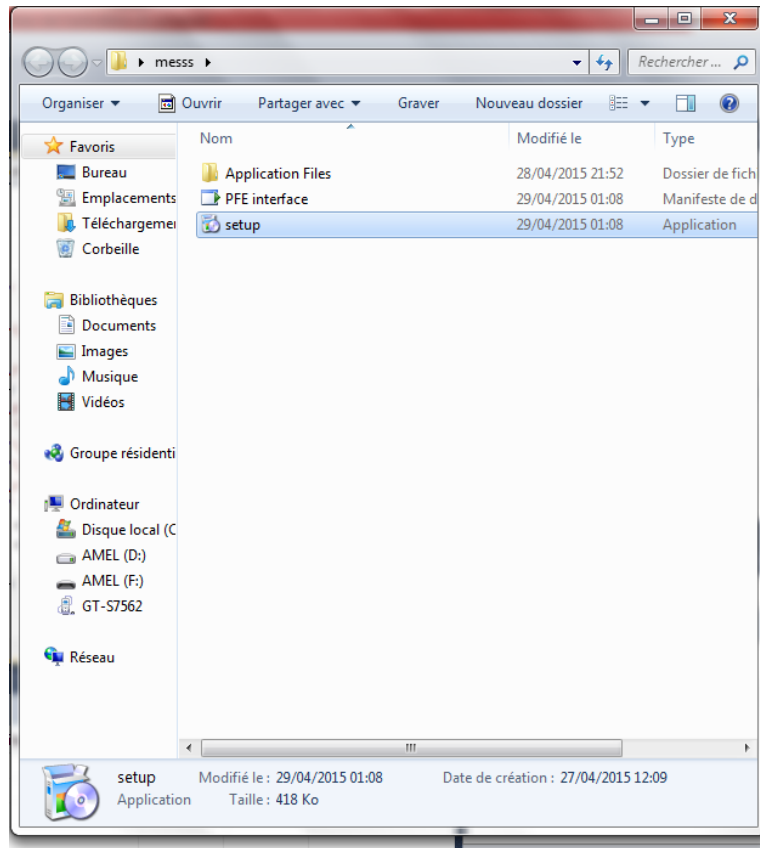 messs
Rechercher ...
Organiser
Ouvrir
Partager avec
Graver
Nouveau dossier
Nom
Modifié le
Type
Application Files
28/04/2015 21:52
Dossier de fich
PFE interface
29/04/2015 01:08
Manifeste de d
setup
29/04/2015 01:08
Application
Favoris
Bureau
Emplacements
Téléchargemen
Corbeille
Bibliothèques
Documents
Images
Musique
Vidéos
Groupe résidenti
Ordinateur
Disque local (C
AMEL (D:)
AMEL (F:)
GT-S7562
Réseau
setup
Modifié le : 29/04/2015 01:08
Date de création : 27/04/2015 12:09
Application
Taille : 418 Ko